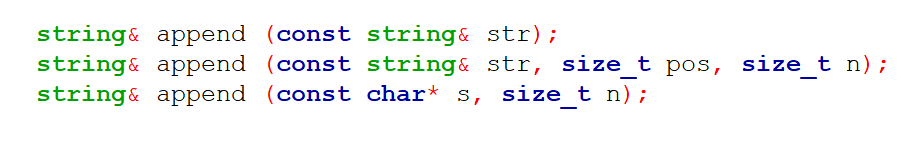 string& append (const string& str);
string& append (const string& str, size_t pos, size_t n);
string& append (const char* s, size_t n);